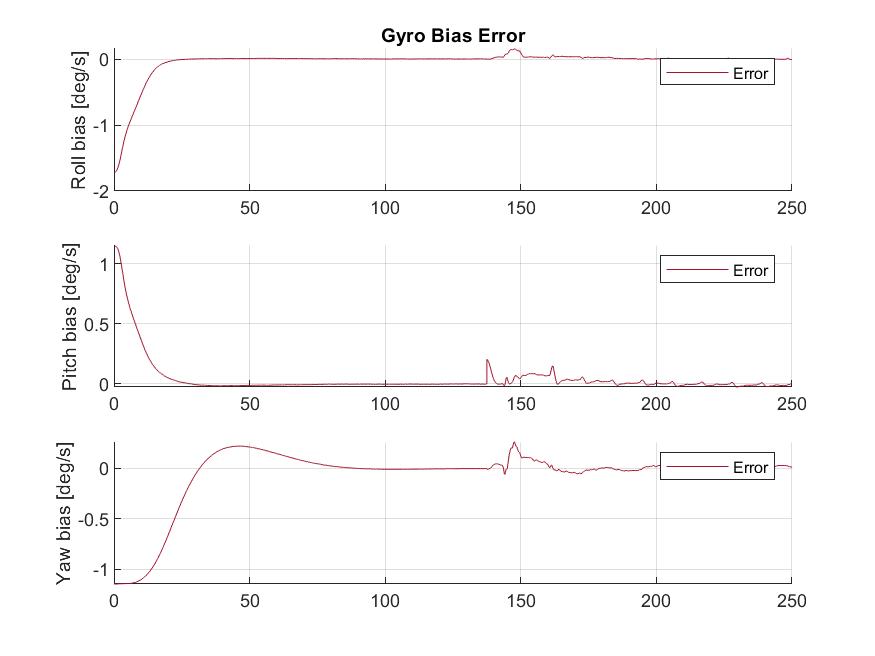 Gyro Bias Error
Roll bias [deg/s]
0
-1
-2
Error
0 50 100 150 200 250
Pitch bias [deg/s]
1
0.5
0
Error
0 50 100 150 200 250
Yaw bias [deg/s]
0
-0.5
-1
Error
0 50 100 150 200 250